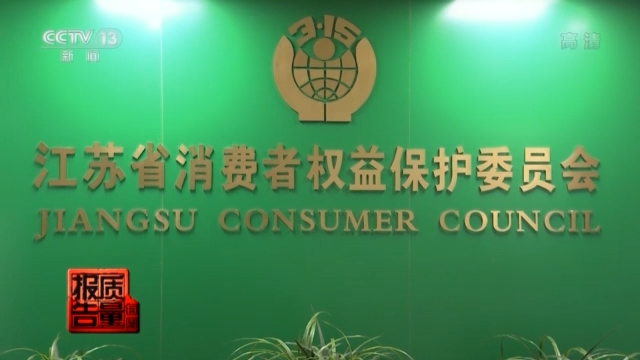 CCTV 13
新闻
高清
3·15
江苏省消费者权益保护委员会
JIANGSU CONSUMER COUNCIL
质量
报告